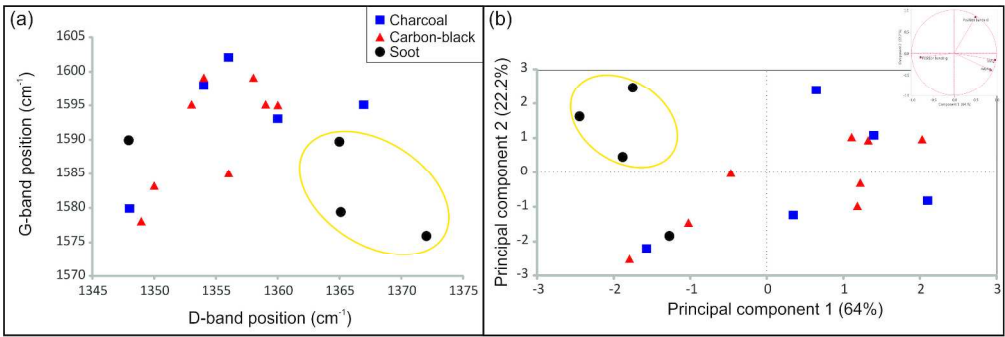 (a)
Charcoal
Carbon-black
Soot
G-band position (cm-1)
1605
1600
1595
1590
1585
1580
1575
1570
1345 1350 1355 1360 1365 1370 1375
D-band position (cm-1)
(b)
Principal component 2 (22.2%)
3
2
1
0
-1
-2
-3
-3 -2 -1 0 1 2 3
Principal component 1 (64%)